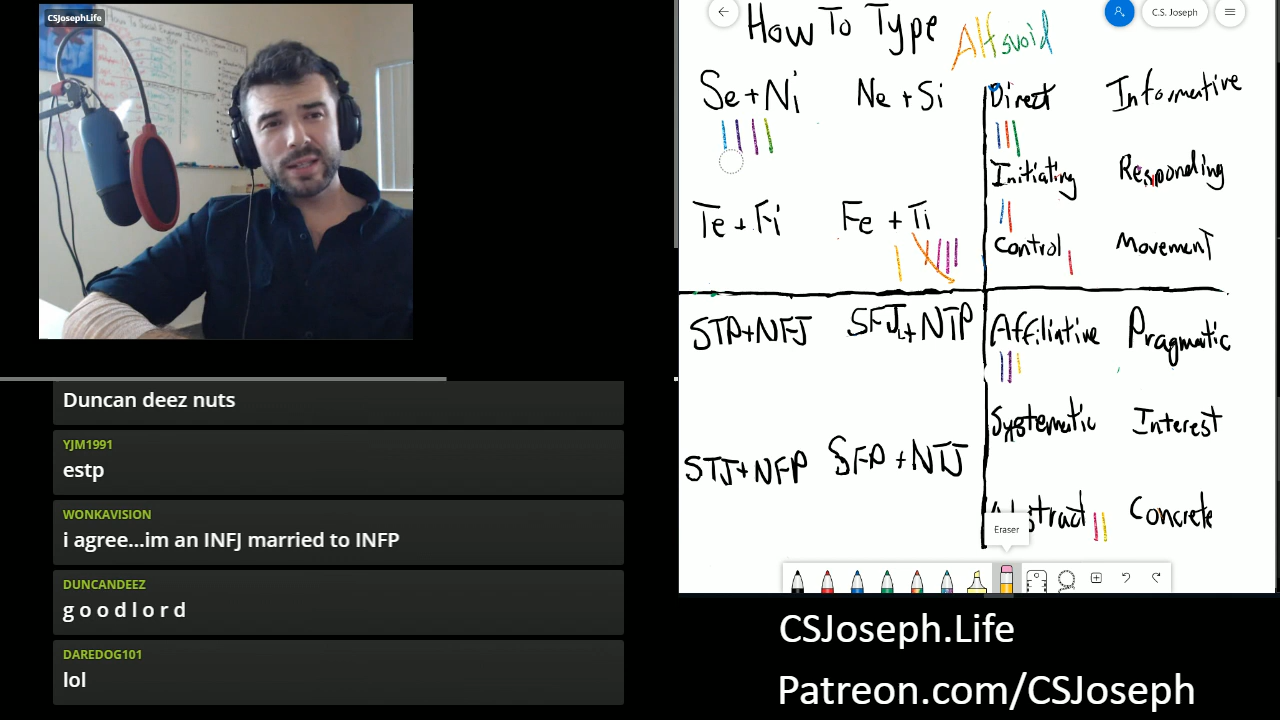 CSJosephLife
C.S. Joseph
How To Type
Se + Ni Ne + Si Direct Informative
Initiating Responding
Te + Fi Fe + Ti
Control Movement
STP+NFJ SFJ+NTP Affiliative Pragmatic
Systematic Interest
STJ+NFP SFP+NTJ
Concrete
Eraser
Duncan deez nuts
YJM1991
estp
WONKAVISION
i agree...im an INFJ married to INFP
DUNCANDEEZ
g o o d l o r d
DAREDOG101
lol
CSJoseph.Life
Patreon.com/CSJoseph